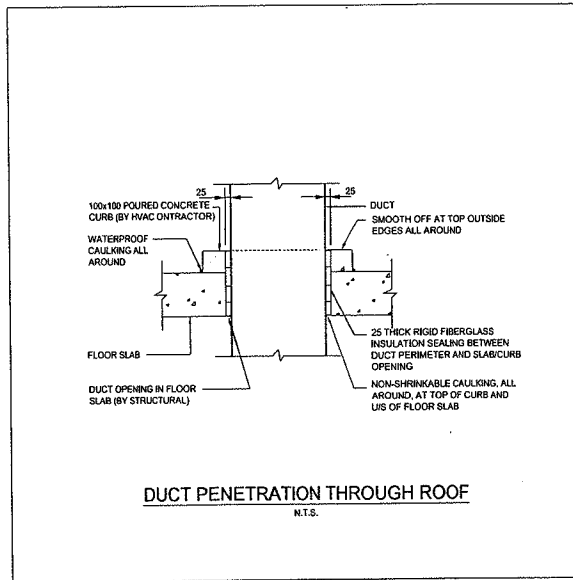 25
25
100x100 POURED CONCRETE
CURB (BY HVAC ONTRACTOR)
WATERPROOF
CAULKING ALL
AROUND
FLOOR SLAB
DUCT OPENING IN FLOOR
SLAB (BY STRUCTURAL)
DUCT
SMOOTH OFF AT TOP OUTSIDE
EDGES ALL AROUND
25 THICK RIGID FIBERGLASS
INSULATION SEALING BETWEEN
DUCT PERIMETER AND SLAB/CURB
OPENING
NON-SHRINKABLE CAULKING, ALL
AROUND, AT TOP OF CURB AND
U/S OF FLOOR SLAB
DUCT PENETRATION THROUGH ROOF
N.T.S.